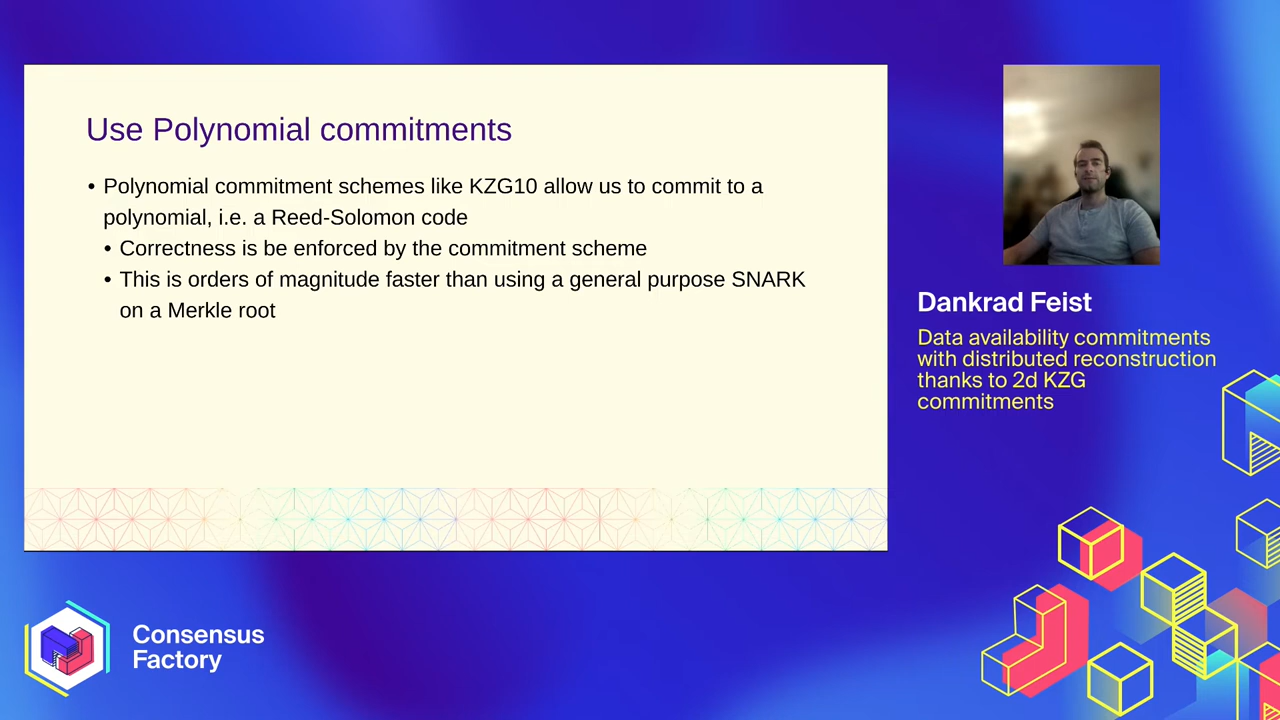 Use Polynomial commitments
• Polynomial commitment schemes like KZG10 allow us to commit to a
polynomial, i.e. a Reed-Solomon code
• Correctness is be enforced by the commitment scheme
• This is orders of magnitude faster than using a general purpose SNARK
on a Merkle root
Dankrad Feist
Data availability commitments
with distributed reconstruction
thanks to 2d KZG
commitments
Consensus
Factory